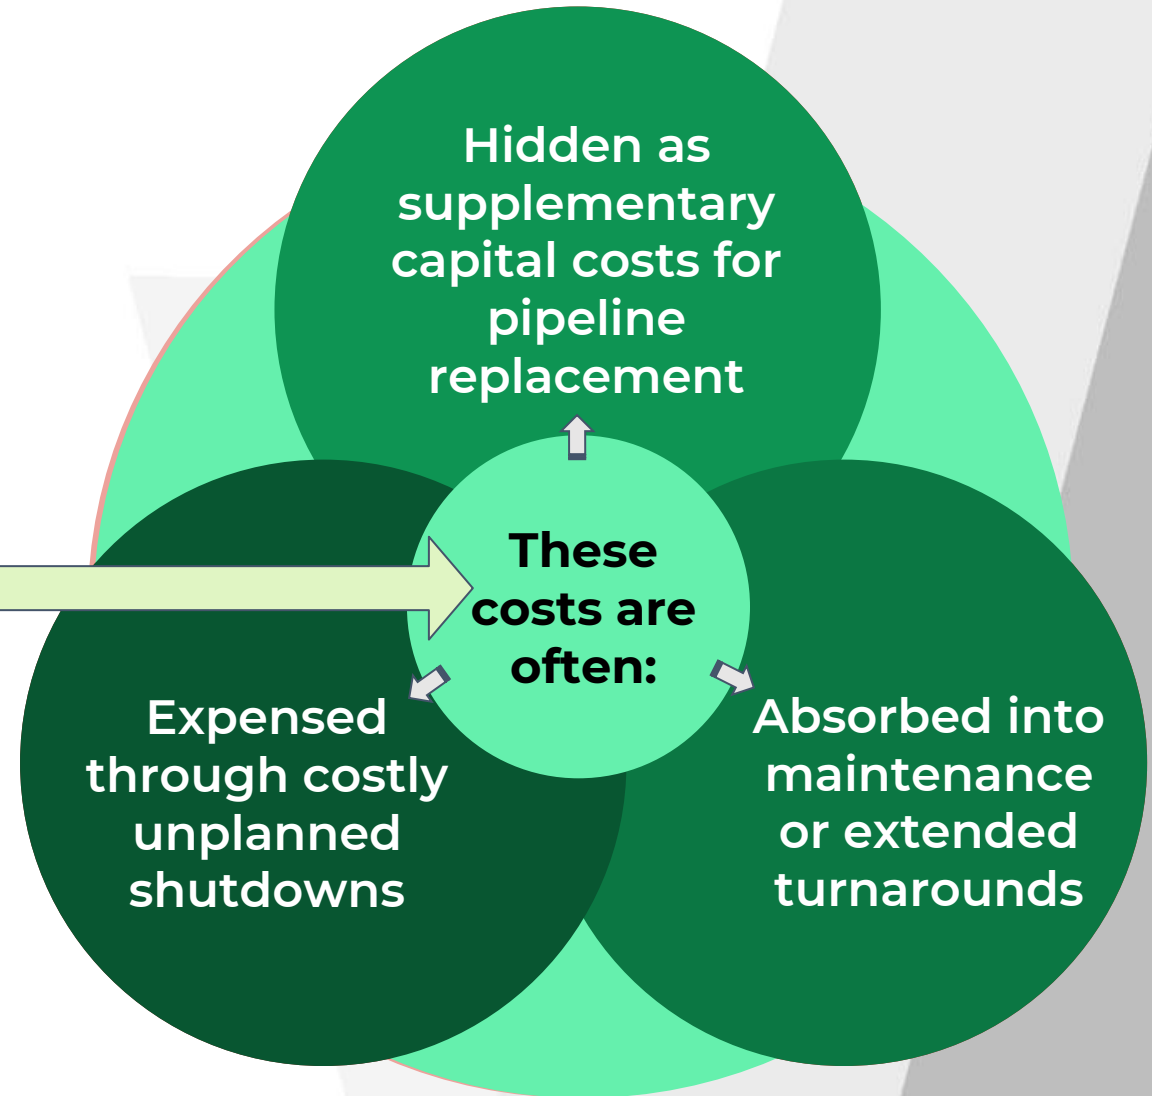 Hidden as
supplementary
capital costs for
pipeline
replacement
These
costs are
often:
Expensed
through costly
unplanned
shutdowns
Absorbed into
maintenance
or extended
turnarounds